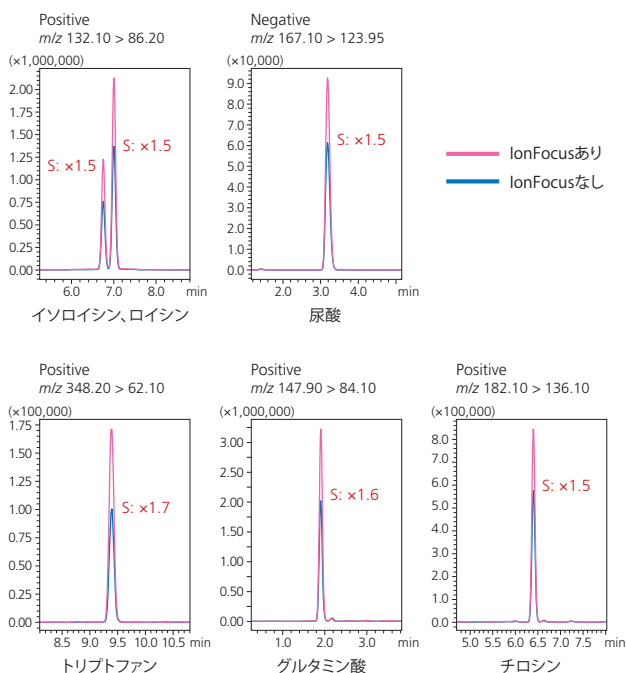 Positive
m/z 132.10 > 86.20
(×1,000,000)
2.00
1.75
1.50
1.25
1.00
0.75
0.50
0.25
0.00
S: ×1.5
S: ×1.5
6.0 7.0 8.0 min
イソロイシン、ロイシン
Negative
m/z 167.10 > 123.95
(×10,000)
9.0
8.0
7.0
6.0
5.0
4.0
3.0
2.0
1.0
0.0
S: ×1.5
2.0 3.0 4.0 min
尿酸
IonFocusあり
IonFocusなし
Positive
m/z 348.20 > 62.10
(×100,000)
1.75
1.50
1.25
1.00
0.75
0.50
0.25
0.00
S: ×1.7
8.5 9.0 9.5 10.0 10.5 min
トリプトファン
Positive
m/z 147.90 > 84.10
(×1,000,000)
3.00
2.50
2.00
1.50
1.00
0.50
0.00
S: ×1.6
1.0 2.0 3.0 min
グルタミン酸
Positive
m/z 182.10 > 136.10
(×100,000)
8.0
7.0
6.0
5.0
4.0
3.0
2.0
1.0
0.0
S: ×1.5
5.0 5.5 6.0 6.5 7.0 7.5 min
チロシン